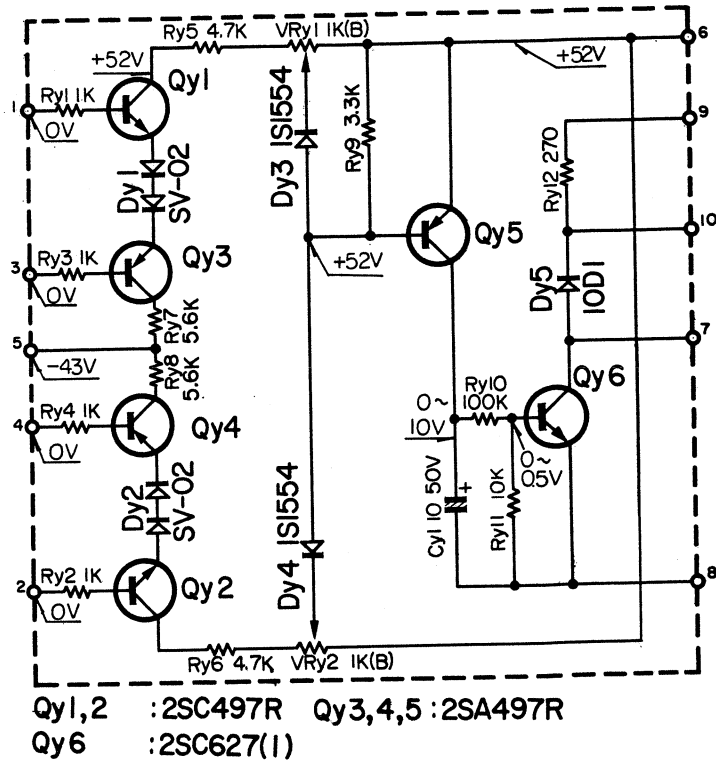 Ry5 4.7K VRy1 1K(B) 6
+52V +52V
Qy1
1 Ry1 1K
0V
Dy3 1S1554
Ry9 3.3K
9
Ry12 270
Dy1
SV-02
10
Qy5
3 Ry3 1K Qy3
0V
+52V
Dy5
10D1
Ry7
5.6K
5
-43V
7
Ry8
5.6K
Qy6
4 Ry4 1K
0V
Qy4
0~
10V
Ry10
100K
0~
0.5V
Dy2
SV-02
Dy4 1S1554
Cy1 10 50V +
Ry11 10K
8
2 Ry2 1K
0V
Qy2
Ry6 4.7K VRy2 1K(B)
Qy1,2 :2SC497R Qy3,4,5 :2SA497R
Qy6 :2SC627(1)